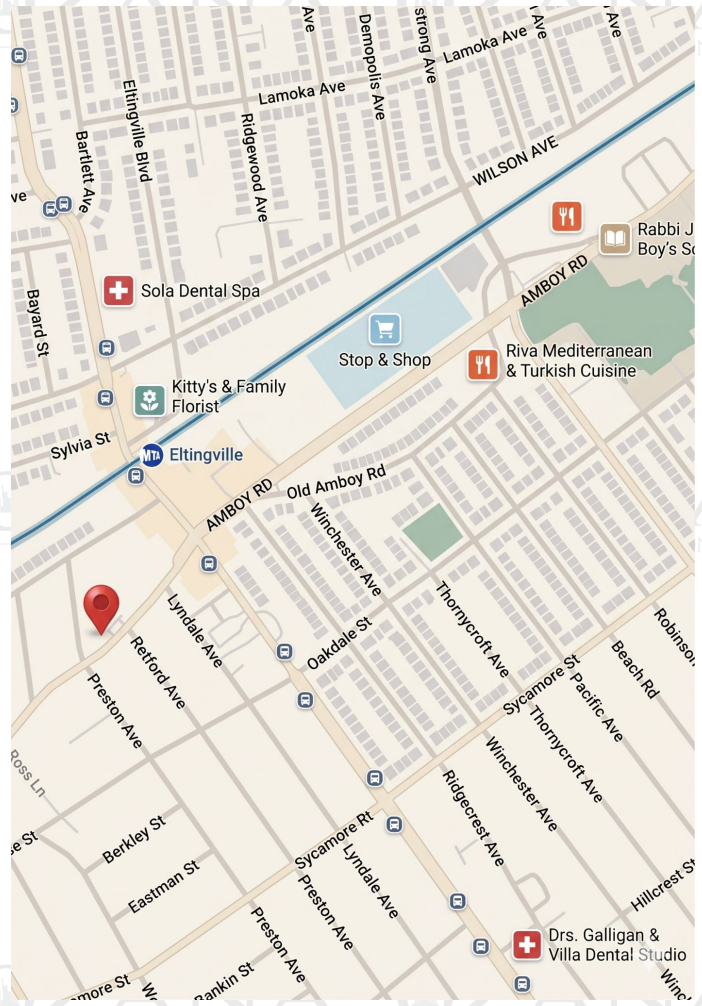 Ave
Demopolis Ave
strong Ave
Lamoka Ave
Ave
Ave
Lamoka Ave
Eltingville Blvd
Ridgewood Ave
Bartlett Ave
WILSON AVE
ve
Rabbi J
Boy's Sc
AMBOY RD
Sola Dental Spa
Bayard St
Stop & Shop
Riva Mediterranean
& Turkish Cuisine
Kitty's & Family
Florist
Sylvia St
MTA
Eltingville
Old Amboy Rd
AMBOY RD
Winchester Ave
Thornycroft Ave
Lyndale Ave
Oakdale St
Retford Ave
Robinson
Beach Rd
Sycamore St
Pacific Ave
Preston Ave
Thornycroft Ave
Winchester Ave
Ross Ln
Ridgecrest Ave
Sycamore Rt
Berkley St
se St
Lyndale Ave
Eastman St
Preston Ave
Hillcrest St
Preston Ave
Drs. Galligan &
Villa Dental Studio
Rankin St
more St
Wo
Winc